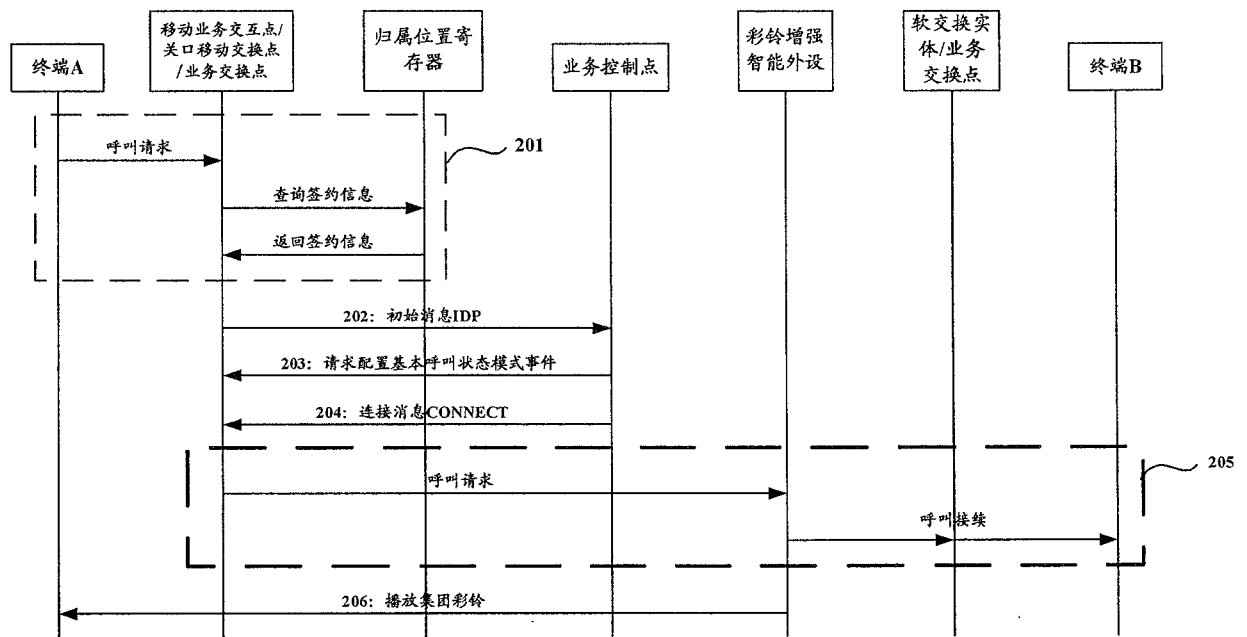 终端A
移动业务交互点/
关口移动交换点
/业务交换点
归属位置寄
存器
业务控制点
彩铃增强
智能外设
软交换实
体/业务
交换点
终端B
呼叫请求
201
查询签约信息
返回签约信息
202：初始消息IDP
203：请求配置基本呼叫状态模式事件
204：连接消息CONNECT
205
呼叫请求
呼叫接续
206：播放集团彩铃